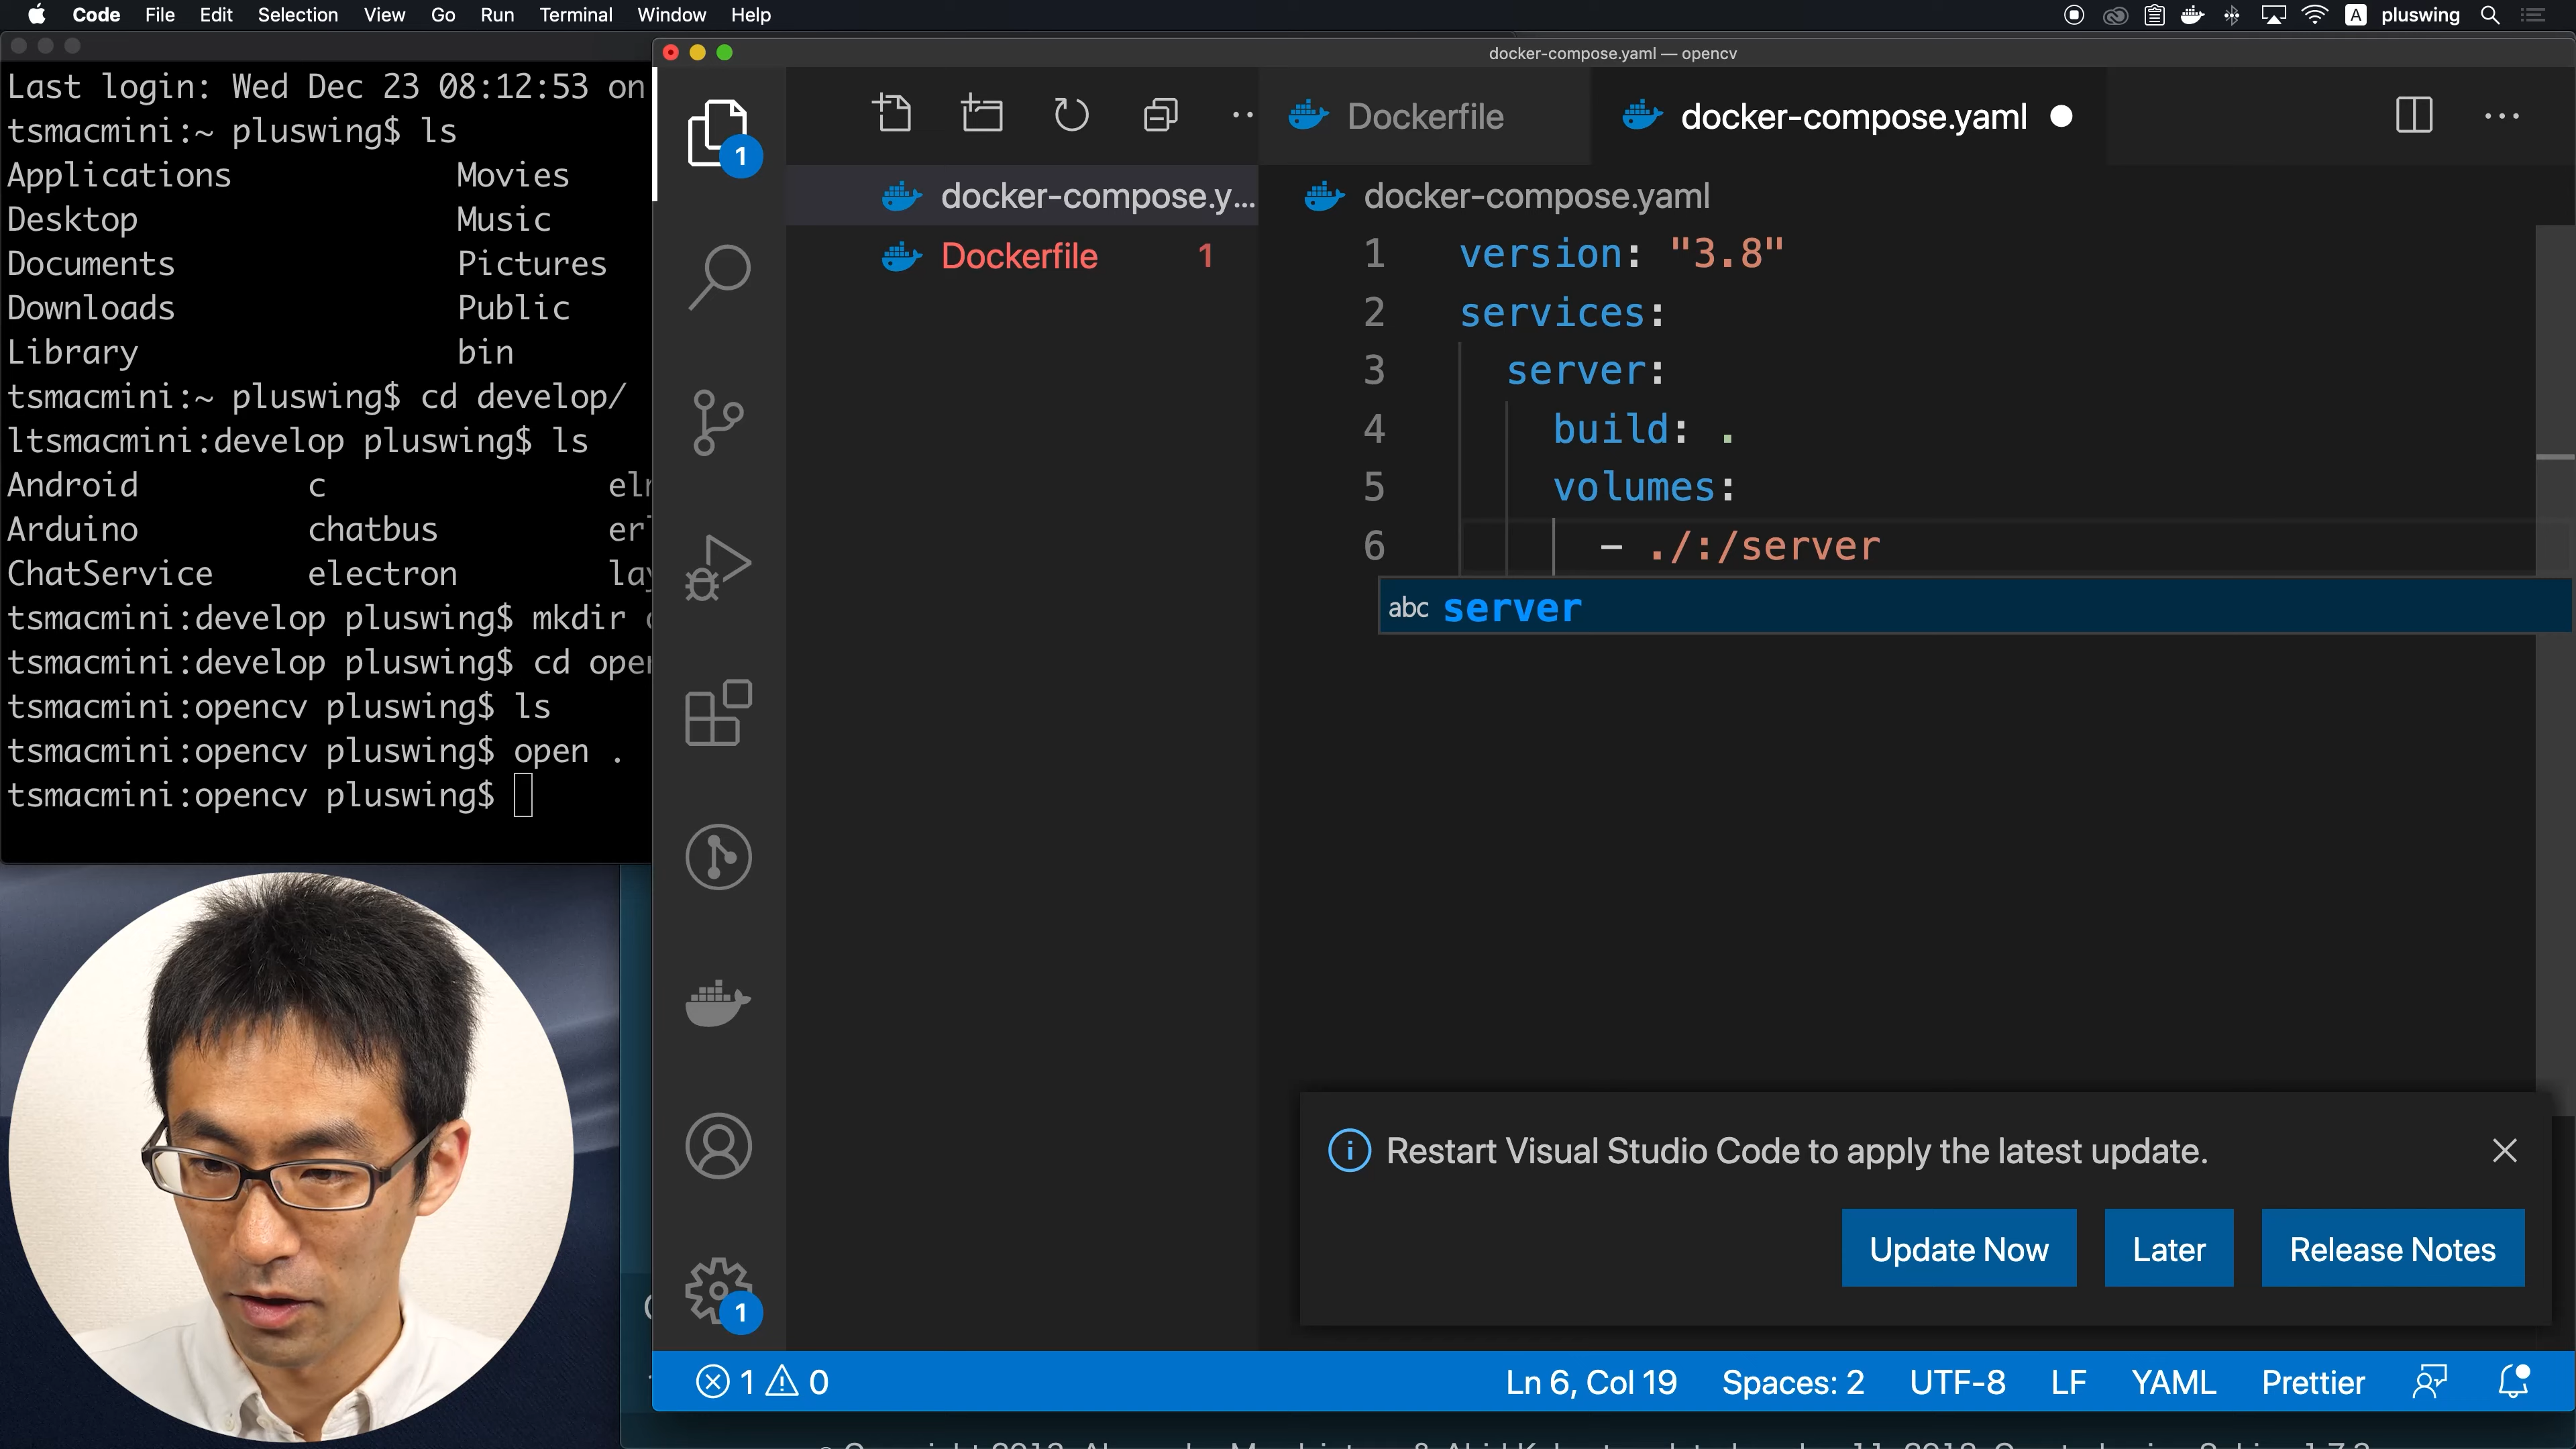 Code File Edit Selection View Go Run Terminal Window Help
A pluswing
Last login: Wed Dec 23 08:12:53 on
tsmacmini:~ pluswing$ ls
Applications Movies
Desktop Music
Documents Pictures
Downloads Public
Library bin
tsmacmini:~ pluswing$ cd develop/
ltsmacmini:develop pluswing$ ls
Android c
Arduino chatbus
ChatService electron
tsmacmini:develop pluswing$ mkdir
tsmacmini:develop pluswing$ cd
tsmacmini:opencv pluswing$ ls
tsmacmini:opencv pluswing$ open .
tsmacmini:opencv pluswing$
docker-compose.yaml — opencv
1
docker-compose.y...
Dockerfile 1
Dockerfile
docker-compose.yaml
docker-compose.yaml
1 version: "3.8"
2 services:
3 server:
4 build: .
5 volumes:
6 - ./:/server
abc server
Restart Visual Studio Code to apply the latest update.
Update Now Later Release Notes
1
1 0 Ln 6, Col 19 Spaces: 2 UTF-8 LF YAML Prettier